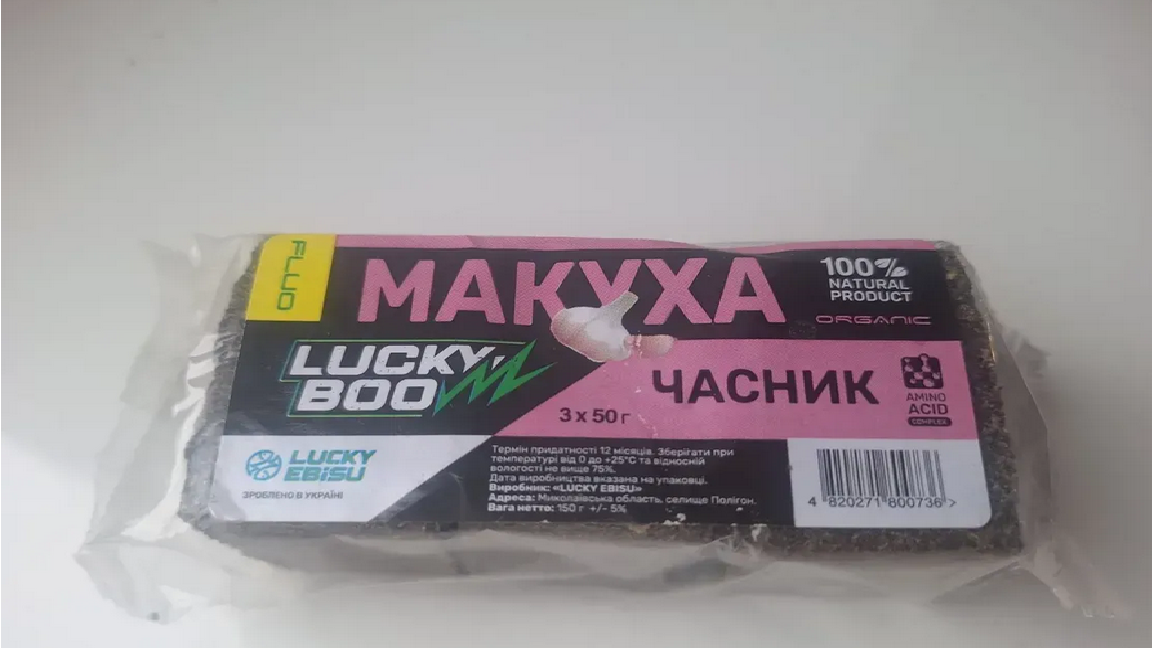 FLUO
МАКУХА
100%
NATURAL
PRODUCT
ORGANIC
LUCKY
BOOM
ЧАСНИК
3 х 50 г
AMINO
ACID
COMPLEX
LUCKY
EBISU
ЗРОБЛЕНО В УКРАЇНІ
Термін придатності 12 місяців. Зберігати при
температурі від 0 до +25°С та відносній
вологості не вище 75%.
Дата виробництва вказана на упаковці.
Виробник: «LUCKY EBISU»
Адреса: Миколаївська область, селище Полігон.
Вага нетто: 150 г +/- 5%
4 820271 800736 >